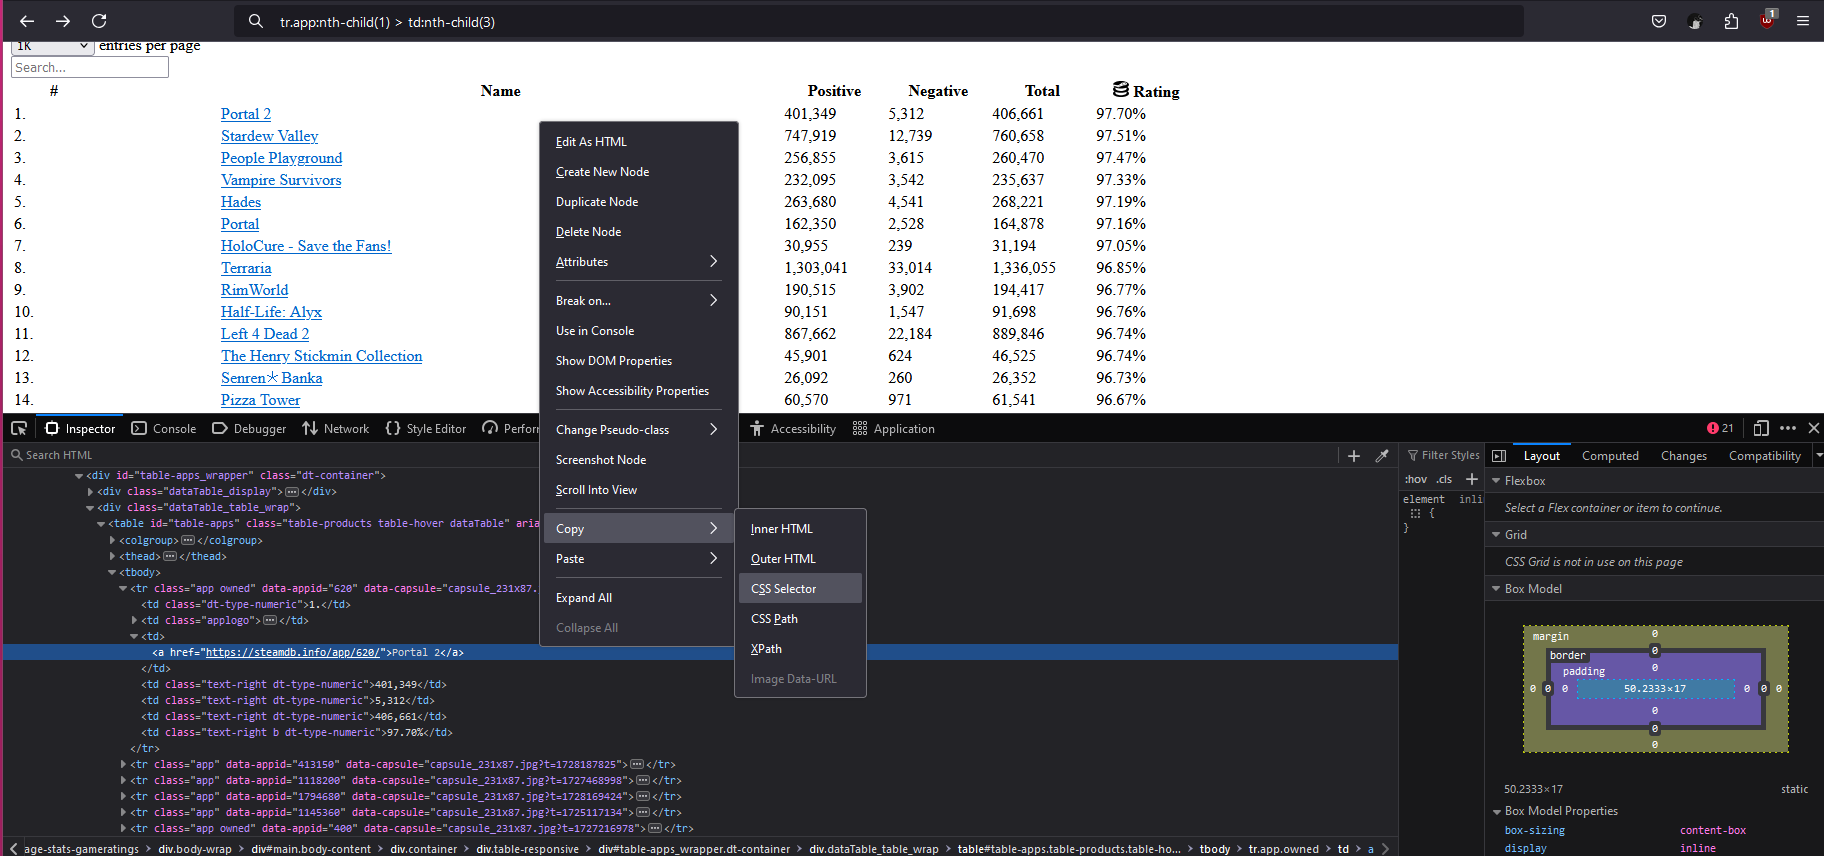 tr.app:nth-child(1) > td:nth-child(3)
1
1K entries per page
Search...
# Name Positive Negative Total Rating
1. Portal 2 401,349 5,312 406,661 97.70%
2. Stardew Valley 747,919 12,739 760,658 97.51%
3. People Playground 256,855 3,615 260,470 97.47%
4. Vampire Survivors 232,095 3,542 235,637 97.33%
5. Hades 263,680 4,541 268,221 97.19%
6. Portal 162,350 2,528 164,878 97.16%
7. HoloCure - Save the Fans! 30,955 239 31,194 97.05%
8. Terraria 1,303,041 33,014 1,336,055 96.85%
9. RimWorld 190,515 3,902 194,417 96.77%
10. Half-Life: Alyx 90,151 1,547 91,698 96.76%
11. Left 4 Dead 2 867,662 22,184 889,846 96.74%
12. The Henry Stickmin Collection 45,901 624 46,525 96.74%
13. Senren＊Banka 26,092 260 26,352 96.73%
14. Pizza Tower 60,570 971 61,541 96.67%
Edit As HTML
Create New Node
Duplicate Node
Delete Node
Attributes
Break on...
Use in Console
Show DOM Properties
Show Accessibility Properties
Change Pseudo-class
Screenshot Node
Scroll Into View
Copy
Paste
Expand All
Collapse All
Inner HTML
Outer HTML
CSS Selector
CSS Path
XPath
Image Data-URL
Inspector Console Debugger Network Style Editor Perfor Accessibility Application 21
Search HTML
<div id="table-apps_wrapper" class="dt-container">
<div class="dataTable_display"></div>
<div class="dataTable_table_wrap">
<table id="table-apps" class="table-products table-hover dataTable" aria
<colgroup></colgroup>
<thead></thead>
<tbody>
<tr class="app owned" data-appid="620" data-capsule="capsule_231x87.
<td class="dt-type-numeric">1.</td>
<td class="applogo"></td>
<td>
<a href="https://steamdb.info/app/620/">Portal 2</a>
</td>
<td class="text-right dt-type-numeric">401,349</td>
<td class="text-right dt-type-numeric">5,312</td>
<td class="text-right dt-type-numeric">406,661</td>
<td class="text-right b dt-type-numeric">97.70%</td>
</tr>
<tr class="app" data-appid="413150" data-capsule="capsule_231x87.jpg?t=1728187825"></tr>
<tr class="app" data-appid="1118200" data-capsule="capsule_231x87.jpg?t=1727468998"></tr>
<tr class="app" data-appid="1794680" data-capsule="capsule_231x87.jpg?t=1728169424"></tr>
<tr class="app" data-appid="1145360" data-capsule="capsule_231x87.jpg?t=1725117134"></tr>
<tr class="app owned" data-appid="400" data-capsule="capsule_231x87.jpg?t=1727216978"></tr>
age-stats-gameratings > div.body-wrap > div#main.body-content > div.container > div.table-responsive > div#table-apps_wrapper.dt-container > div.dataTable_table_wrap > table#table-apps.table-products.table-ho... > tbody > tr.app.owned > td > a
Filter Styles
:hov .cls
element inli
{
}
Layout Computed Changes Compatibility
Flexbox
Select a Flex container or item to continue.
Grid
CSS Grid is not in use on this page
Box Model
margin 0
border 0
padding 0
0 0 0 50.2333×17 0 0 0
0
0
0
50.2333×17 static
Box Model Properties
box-sizing content-box
display inline